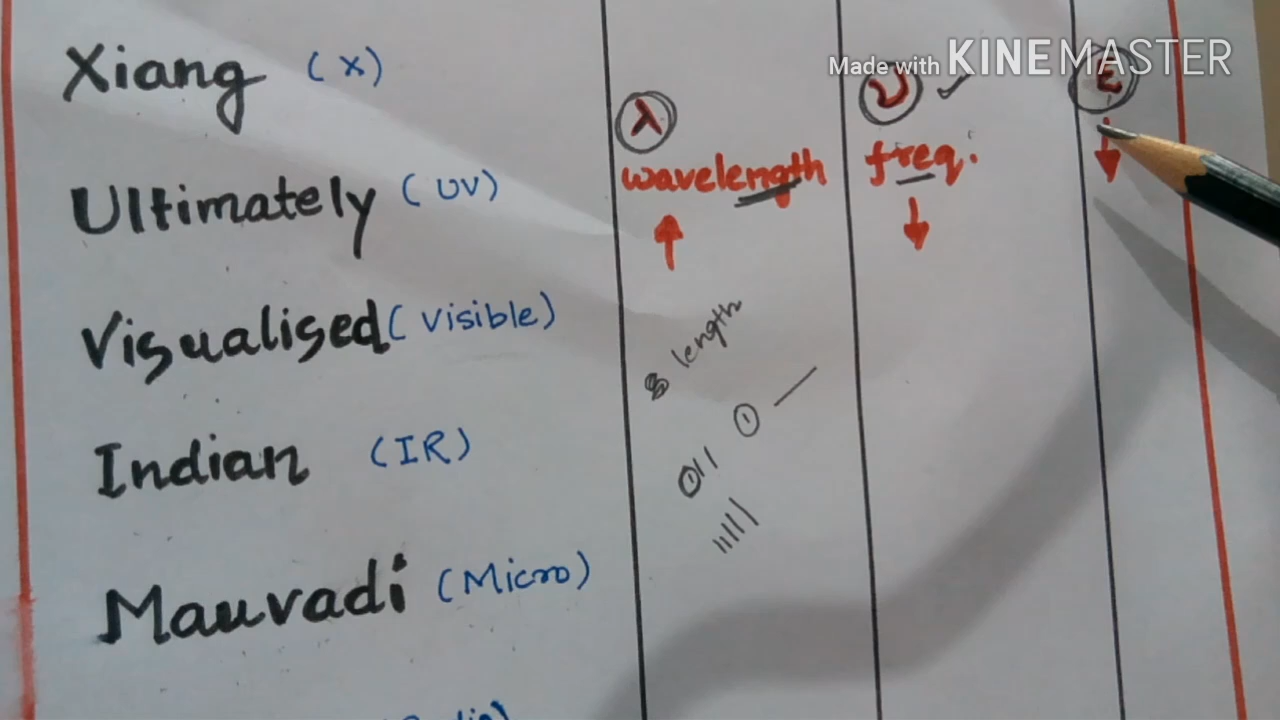 Made with KINEMASTER
Xiang (X)
λ
ν
E
wavelength
freq.
Ultimately (UV)
Visualised (visible)
length
Indian (IR)
Mauvadi (Micro)